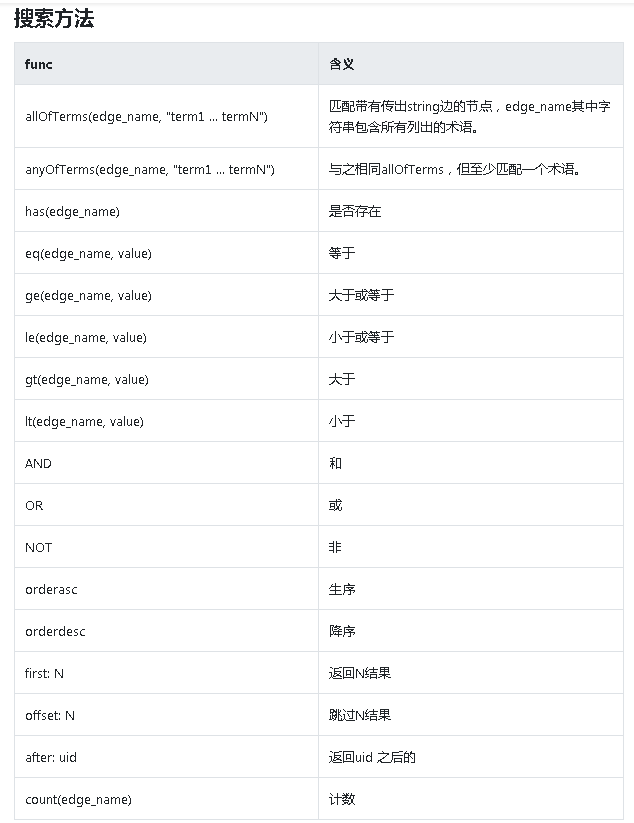 搜索方法
func 含义
allOfTerms(edge_name, "term1 ... termN") 匹配带有传出string边的节点，edge_name其中字
符串包含所有列出的术语。
anyOfTerms(edge_name, "term1 ... termN") 与之相同allOfTerms，但至少匹配一个术语。
has(edge_name) 是否存在
eq(edge_name, value) 等于
ge(edge_name, value) 大于或等于
le(edge_name, value) 小于或等于
gt(edge_name, value) 大于
lt(edge_name, value) 小于
AND 和
OR 或
NOT 非
orderasc 生序
orderdesc 降序
first: N 返回N结果
offset: N 跳过N结果
after: uid 返回uid 之后的
count(edge_name) 计数